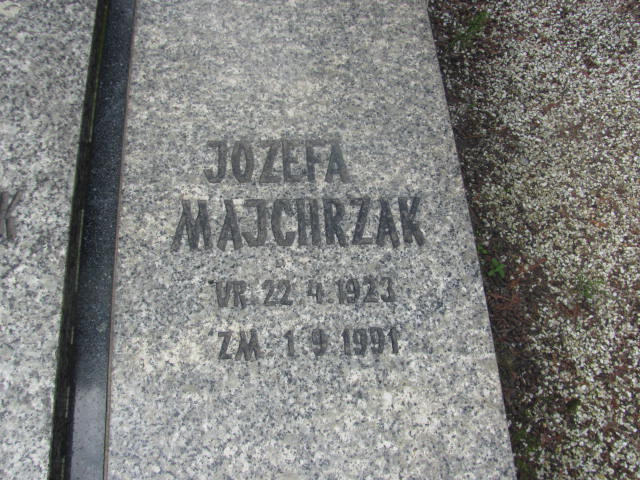 JOZEFA
MAJCHRZAK
UR. 22 4. 1923
ZM 1 9 1991